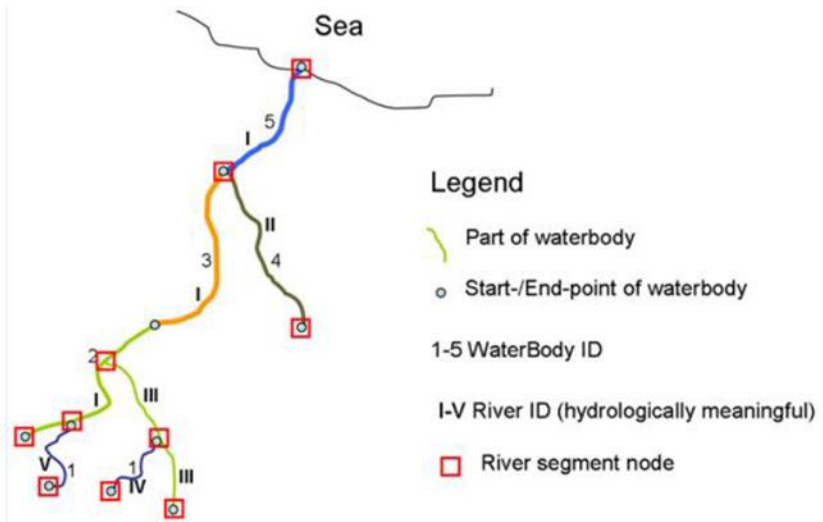 Sea
5
I
II
3
4
I
2
III
I
V
1
1
IV
III
Legend
Part of waterbody
Start-/End-point of waterbody
1-5 WaterBody ID
I-V River ID (hydrologically meaningful)
River segment node